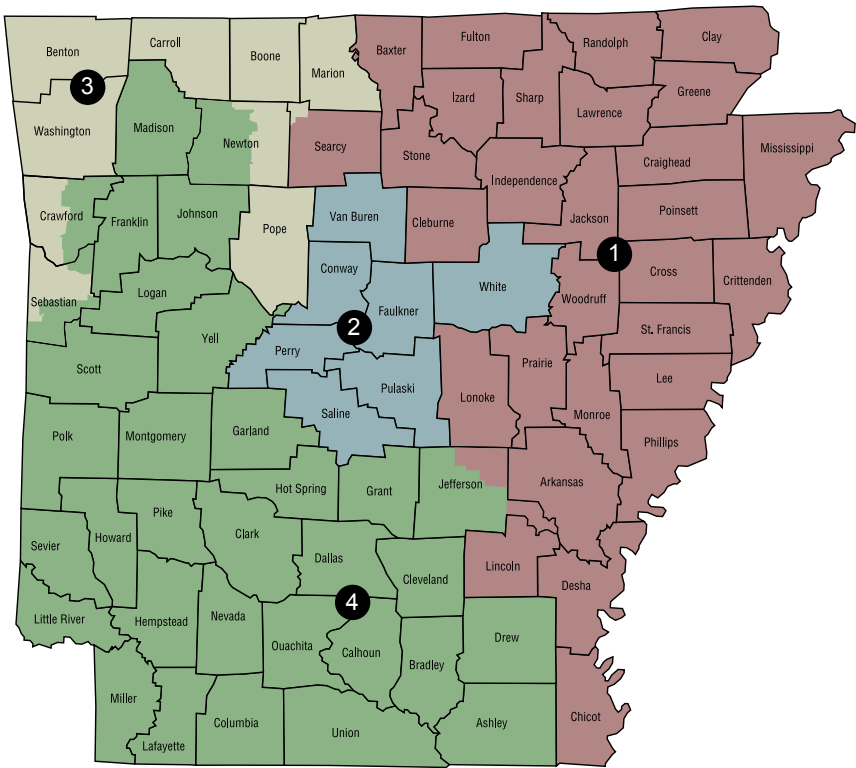 Benton
Carroll
Boone
Marion
Baxter
Fulton
Randolph
Clay
3
Washington
Madison
Newton
Searcy
Stone
Izard
Sharp
Lawrence
Greene
Independence
Craighead
Mississippi
Crawford
Franklin
Johnson
Pope
Van Buren
Cleburne
Jackson
Poinsett
1
Sebastian
Logan
Conway
White
Woodruff
Cross
Crittenden
Yell
2
Faulkner
St. Francis
Scott
Perry
Pulaski
Lonoke
Prairie
Monroe
Lee
Polk
Montgomery
Garland
Saline
Phillips
Hot Spring
Grant
Jefferson
Arkansas
Sevier
Howard
Pike
Clark
Dallas
Cleveland
Lincoln
Desha
Little River
Hempstead
Nevada
4
Ouachita
Calhoun
Bradley
Drew
Miller
Lafayette
Columbia
Union
Ashley
Chicot